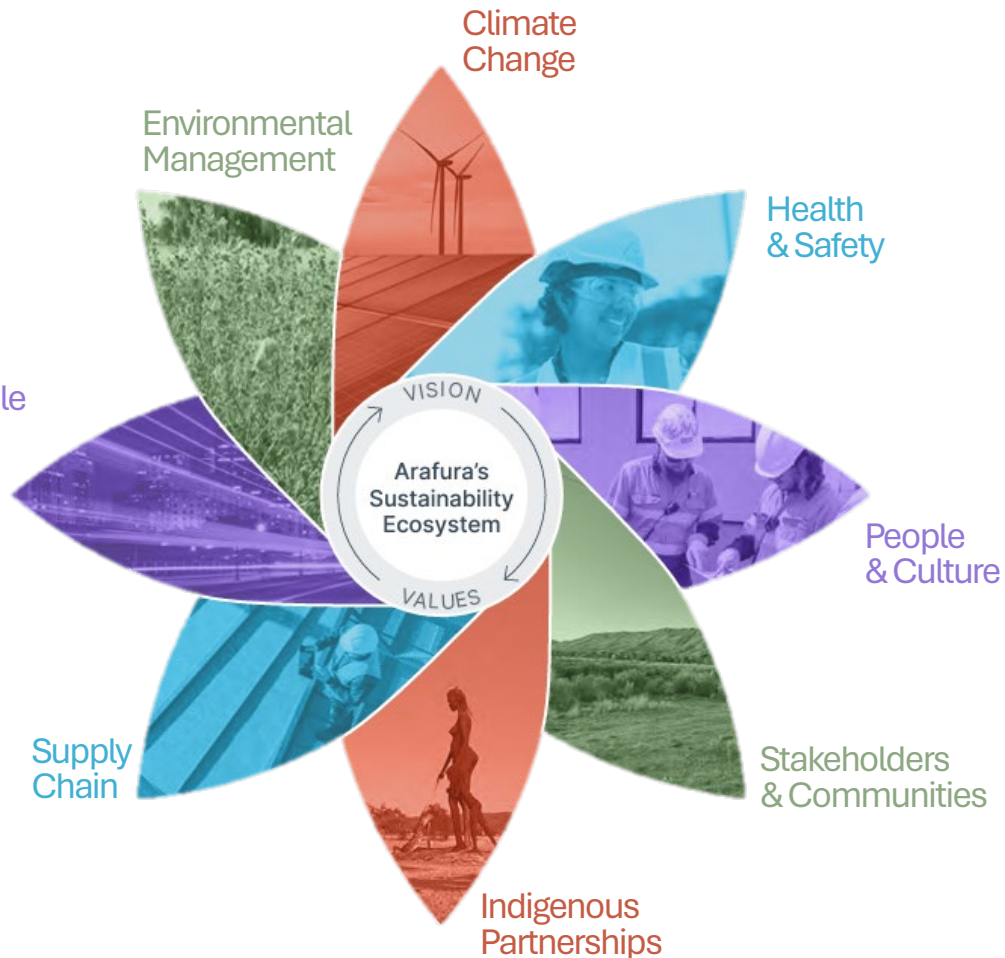 Climate
Change
Environmental
Management
Health
& Safety
le
VISION
Arafura's
Sustainability
Ecosystem
VALUES
People
& Culture
Supply
Chain
Stakeholders
& Communities
Indigenous
Partnerships